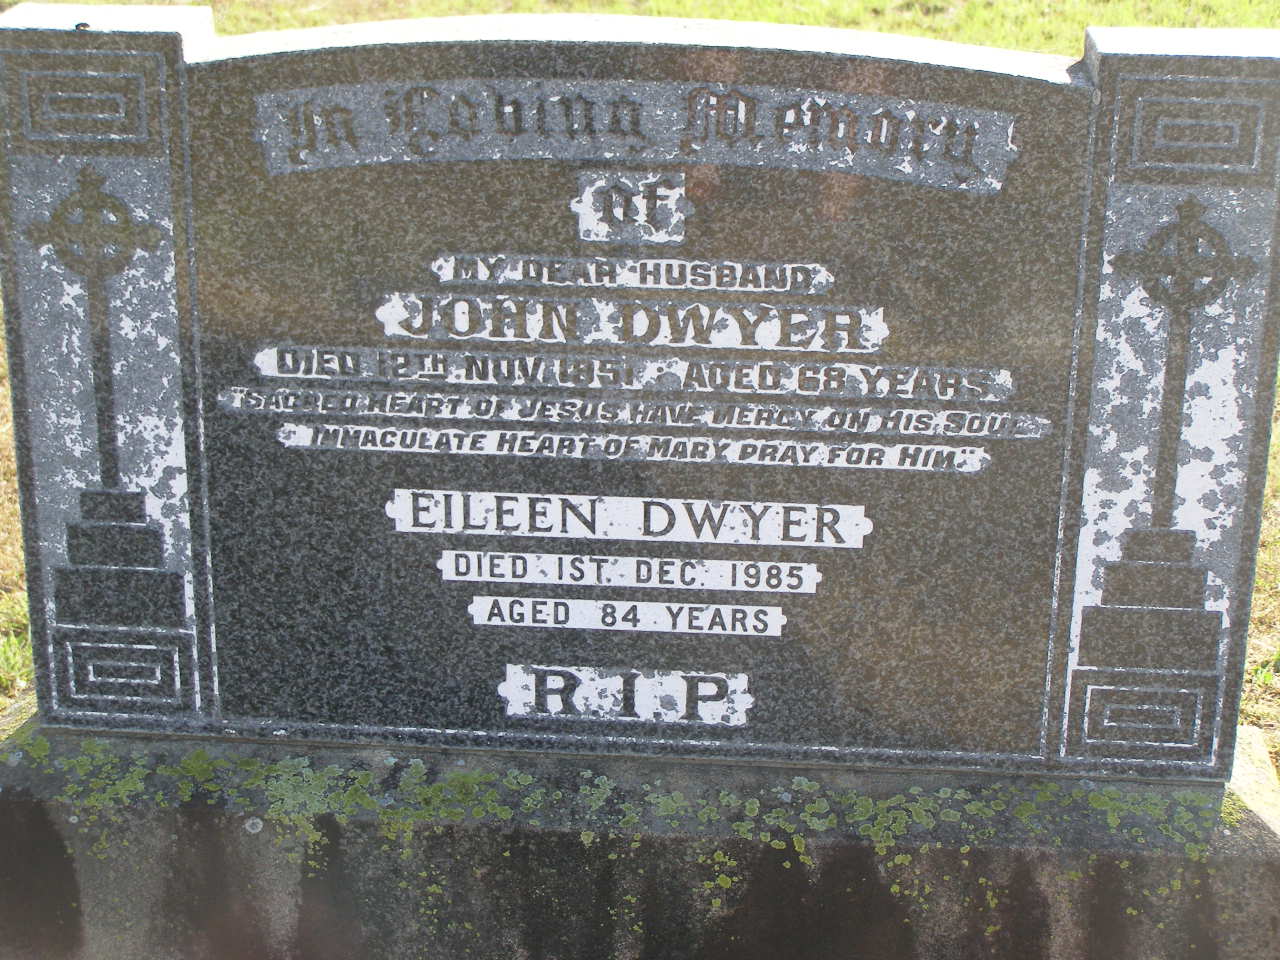 In Loving Memory
of
MY DEAR HUSBAND
JOHN DWYER
DIED 12TH. NOV. 1951. AGED 68 YEARS.
"SACRED HEART OF JESUS HAVE MERCY ON HIS SOUL
IMMACULATE HEART OF MARY PRAY FOR HIM."
EILEEN DWYER
DIED 1ST. DEC. 1985
AGED 84 YEARS
R I P